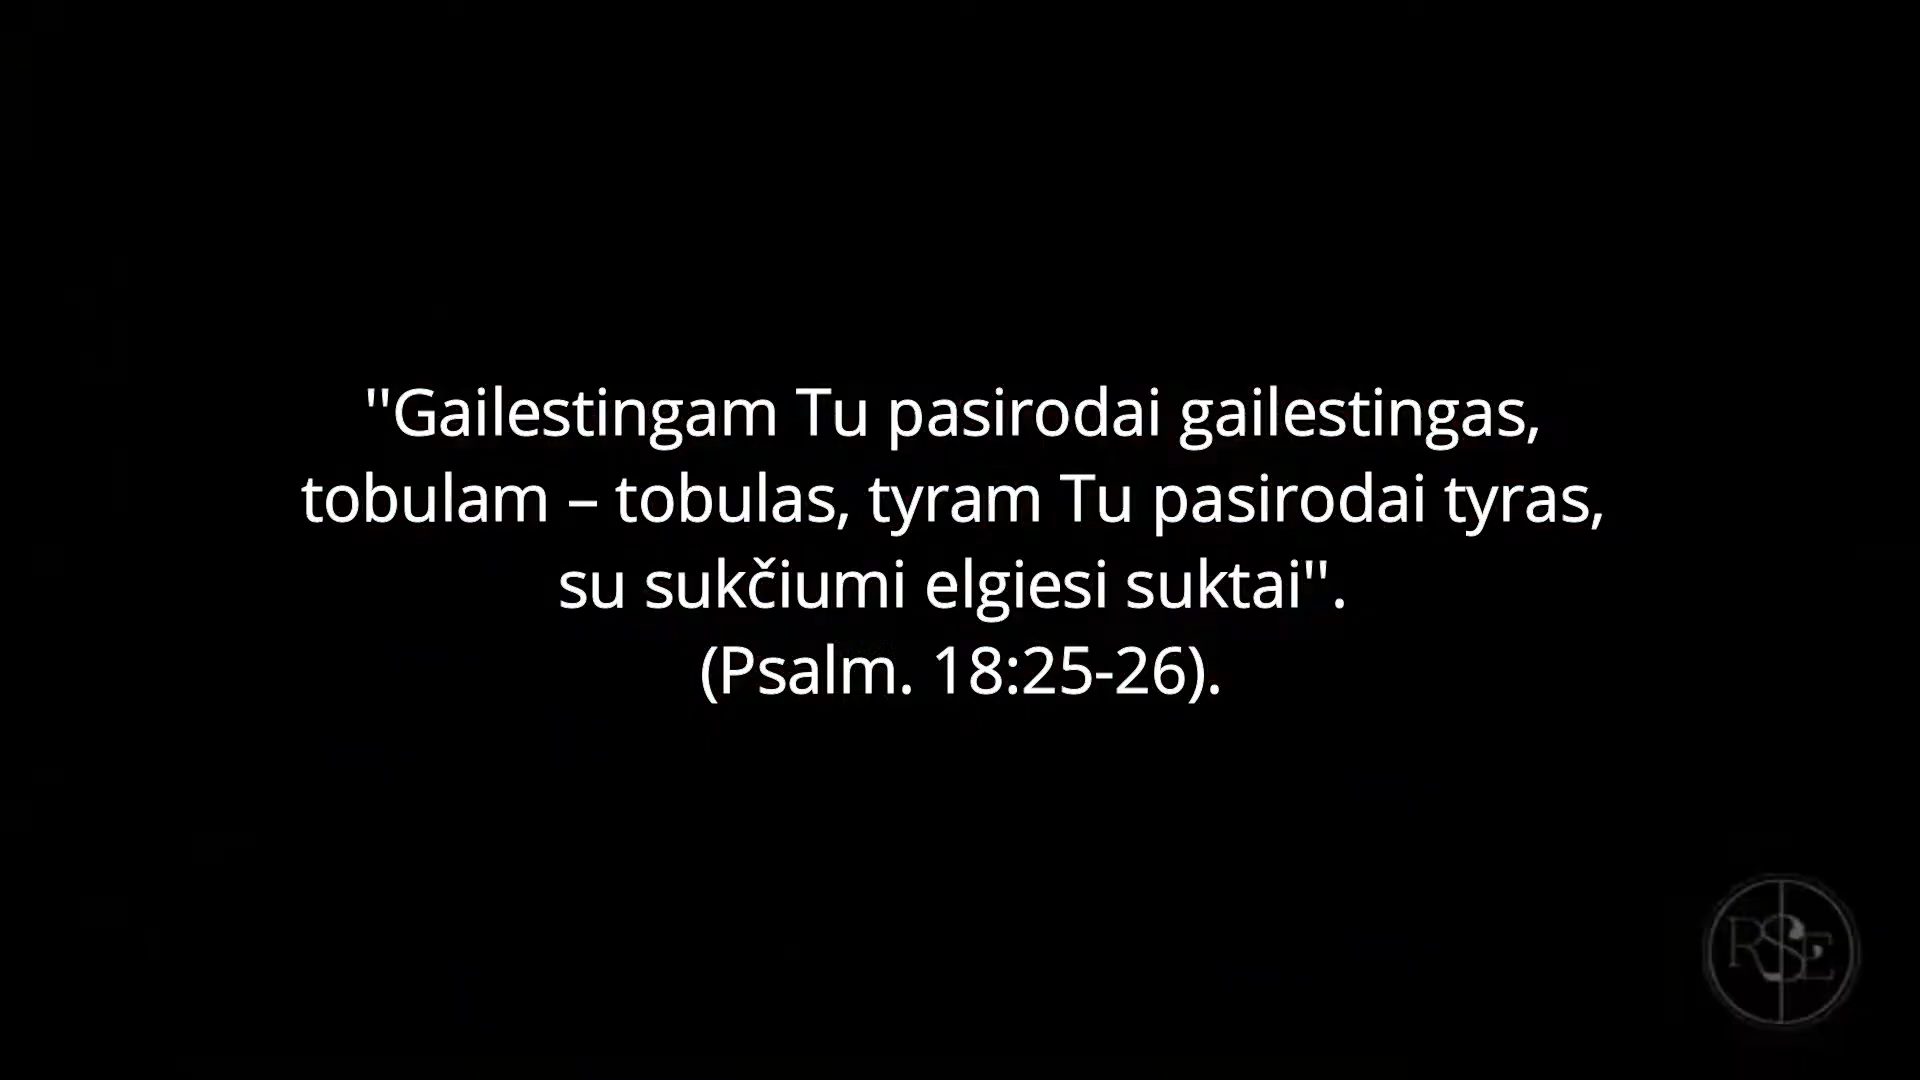 "Gailestingam Tu pasirodai gailestingas,
tobulam – tobulas, tyram Tu pasirodai tyras,
su sukčiumi elgiesi suktai".
(Psalm. 18:25-26).
RSE